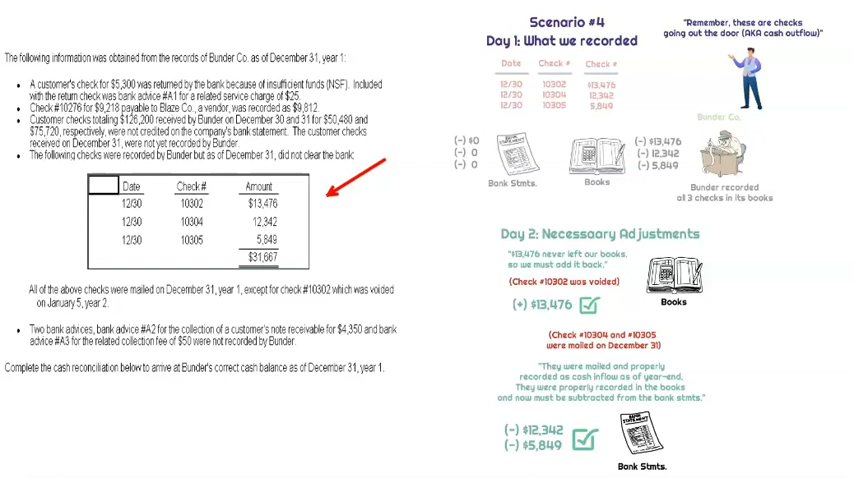 The following information was obtained from the records of Bunder Co. as of December 31, year 1:
• A customer's check for $5,300 was returned by the bank because of insufficient funds (NSF). Included
with the return check was bank advice #A1 for a related service charge of $25.
• Check #10276 for $9,218 payable to Blaze Co., a vendor, was recorded as $9,812.
• Customer checks totaling $126,200 received by Bunder on December 30 and 31 for $50,480 and
$75,720, respectively, were not credited on the company's bank statement. The customer checks
received on December 31, were not yet recorded by Bunder.
• The following checks were recorded by Bunder but as of December 31, did not clear the bank:
Date Check # Amount
12/30 10302 $13,476
12/30 10304 12,342
12/30 10305 5,849
$31,667
All of the above checks were mailed on December 31, year 1, except for check #10302 which was voided
on January 5, year 2.
• Two bank advices, bank advice #A2 for the collection of a customer's note receivable for $4,350 and bank
advice #A3 for the related collection fee of $50 were not recorded by Bunder.
Complete the cash reconciliation below to arrive at Bunder's correct cash balance as of December 31, year 1.
Scenario #4
Day 1: What we recorded
"Remember, these are checks
going out the door (AKA cash outflow)"
Date Check # Check #
12/30 10302 $13,476
12/30 10304 12,342
12/30 10305 5,849
Bunder Co.
(-) $0
(-) 0
(-) 0
BANK STATEMENT
Bank Stmts.
Books
(-) $13,476
(-) 12,342
(-) 5,849
Bunder recorded
all 3 checks in its books
Day 2: Necessaary Adjustments
"$13,476 never left our books,
so we must add it back."
(Check #10302 was voided)
(+) $13,476
Books
(Check #10304 and #10305
were mailed on December 31)
"They were mailed and properly
recorded as cash inflow as of year-end,
They were properly recorded in the books
and now must be subtracted from the bank stmts."
(-) $12,342
(-) $5,849
BANK STATEMENT
Bank Stmts.